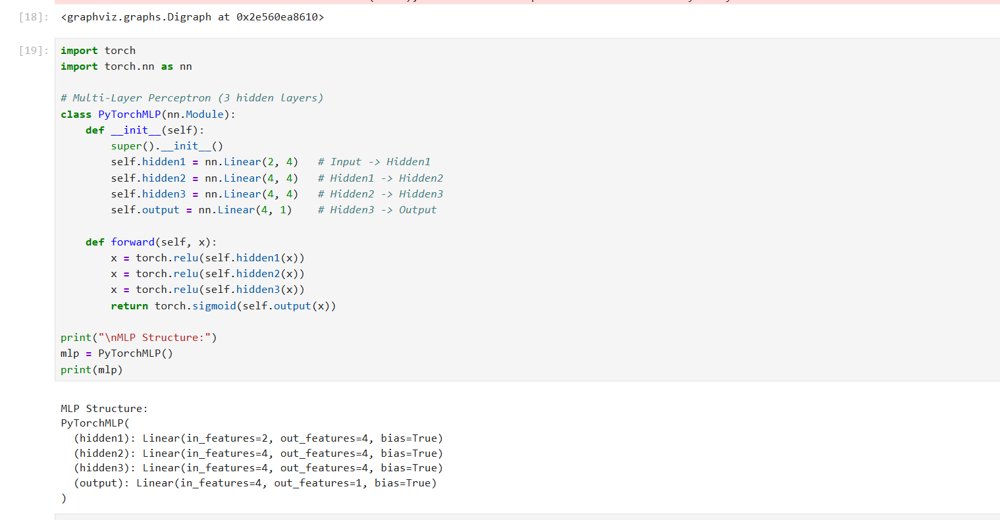 [18]: <graphviz.graphs.Digraph at 0x2e560ea8610>
[19]: import torch
import torch.nn as nn

# Multi-Layer Perceptron (3 hidden layers)
class PyTorchMLP(nn.Module):
    def __init__(self):
        super().__init__()
        self.hidden1 = nn.Linear(2, 4)   # Input -> Hidden1
        self.hidden2 = nn.Linear(4, 4)   # Hidden1 -> Hidden2
        self.hidden3 = nn.Linear(4, 4)   # Hidden2 -> Hidden3
        self.output = nn.Linear(4, 1)    # Hidden3 -> Output

    def forward(self, x):
        x = torch.relu(self.hidden1(x))
        x = torch.relu(self.hidden2(x))
        x = torch.relu(self.hidden3(x))
        return torch.sigmoid(self.output(x))

print("\nMLP Structure:")
mlp = PyTorchMLP()
print(mlp)

MLP Structure:
PyTorchMLP(
  (hidden1): Linear(in_features=2, out_features=4, bias=True)
  (hidden2): Linear(in_features=4, out_features=4, bias=True)
  (hidden3): Linear(in_features=4, out_features=4, bias=True)
  (output): Linear(in_features=4, out_features=1, bias=True)
)